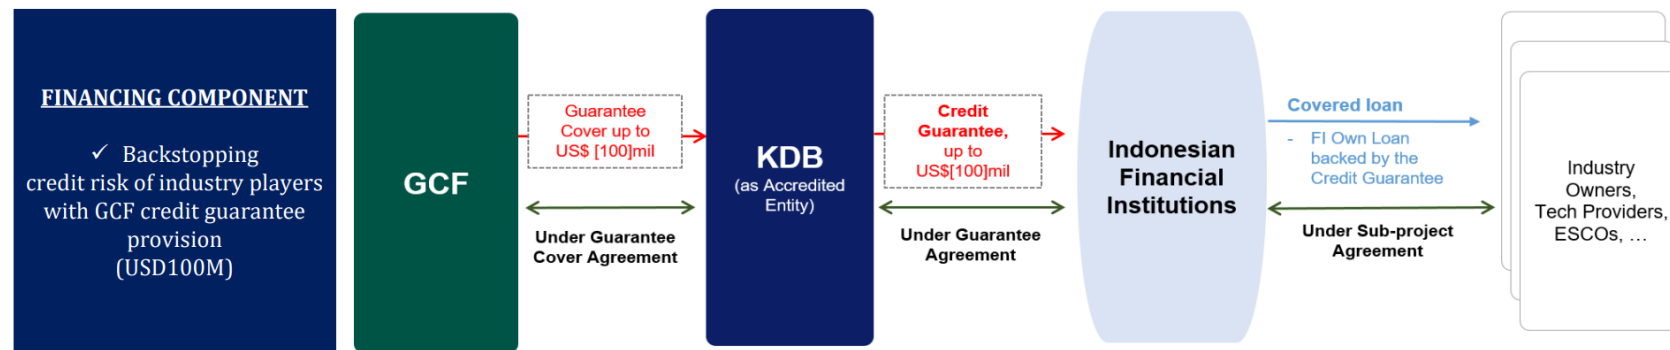 FINANCING COMPONENT
✓ Backstopping
credit risk of industry players
with GCF credit guarantee
provision
(USD100M)
GCF
Guarantee
Cover up to
US$ [100]mil
Under Guarantee
Cover Agreement
KDB
(as Accredited
Entity)
Credit
Guarantee,
up to
US$[100]mil
Under Guarantee
Agreement
Indonesian
Financial
Institutions
Covered loan
- FI Own Loan
backed by the
Credit Guarantee
Under Sub-project
Agreement
Industry
Owners,
Tech Providers,
ESCOs, …